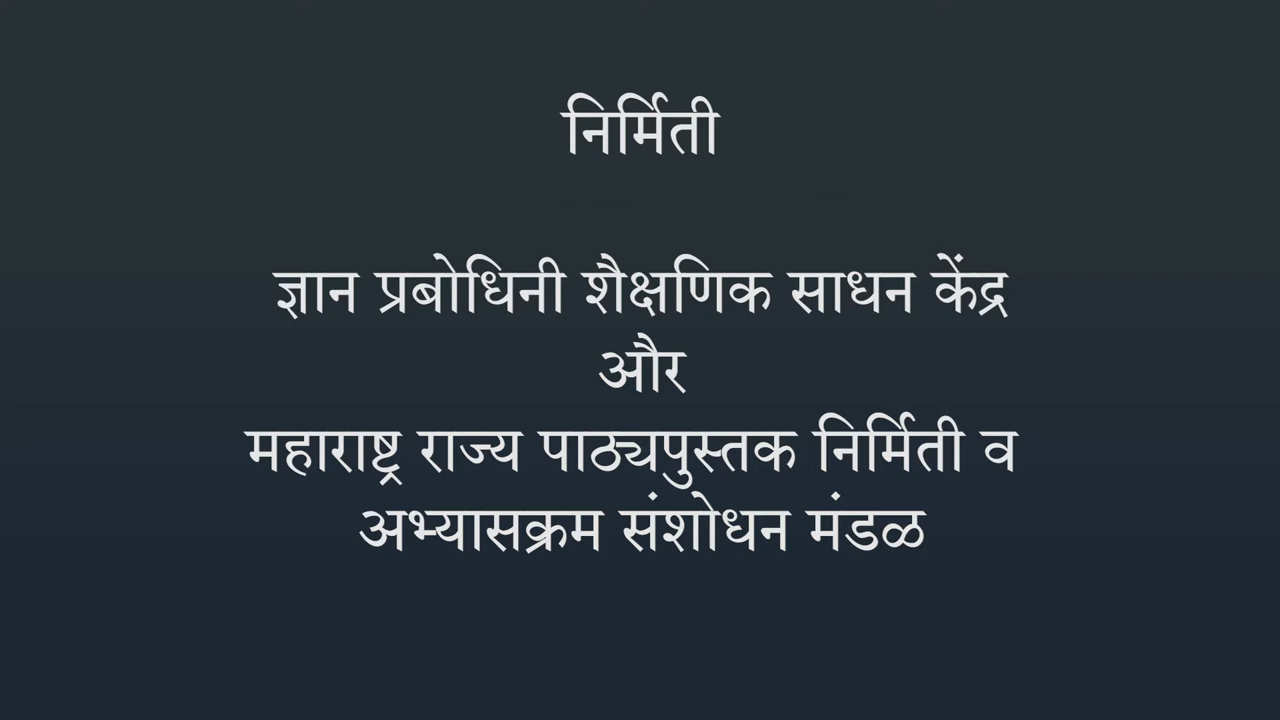 निर्मिती
ज्ञान प्रबोधिनी शैक्षणिक साधन केंद्र
और
महाराष्ट्र राज्य पाठ्यपुस्तक निर्मिती व
अभ्यासक्रम संशोधन मंडळ